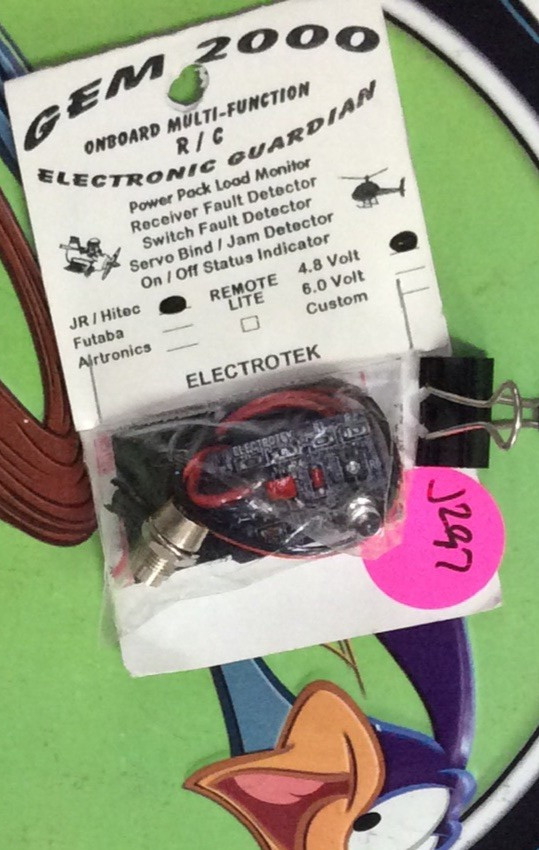 GEM 2000
ONBOARD MULTI-FUNCTION
R / C
ELECTRONIC GUARDIAN
Power Pack Load Monitor
Receiver Fault Detector
Switch Fault Detector
Servo Bind / Jam Detector
On / Off Status Indicator
JR / Hitec
Futaba
Airtronics
REMOTE
LITE
4.8 Volt
6.0 Volt
Custom
ELECTROTEK
ELECTROTEK
J297